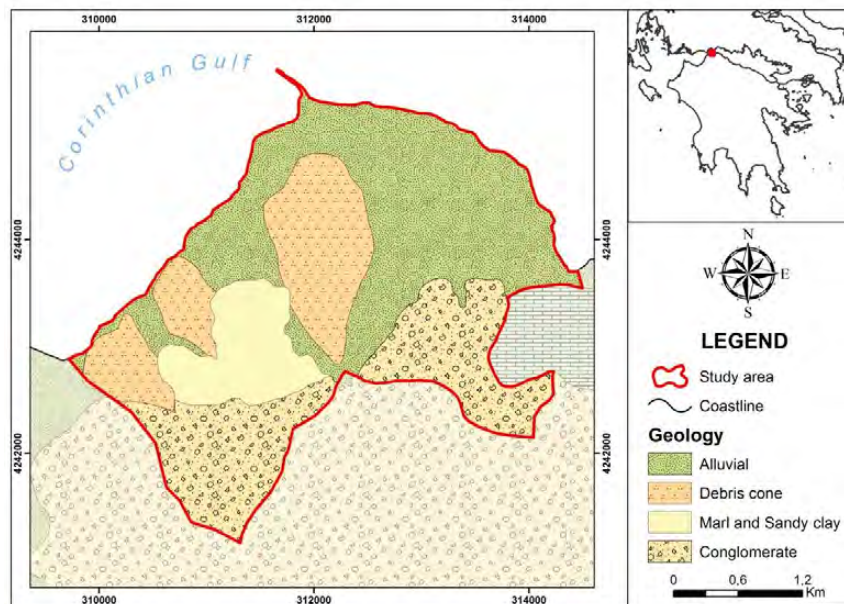 310000 312000 314000
Corinthian Gulf
4244000 4244000
4242000 4242000
310000 312000 314000
N
W E
S
LEGEND
Study area
Coastline
Geology
Alluvial
Debris cone
Marl and Sandy clay
Conglomerate
0 0.6 1.2
Km